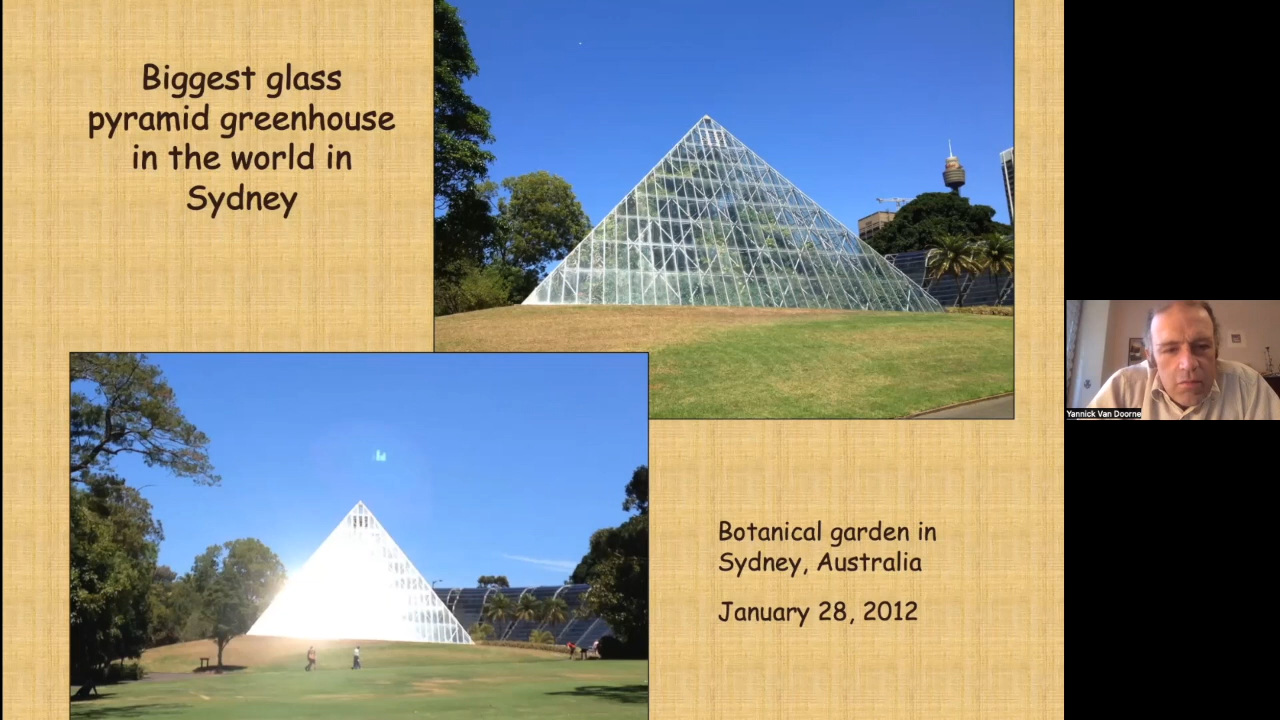 Biggest glass
pyramid greenhouse
in the world in
Sydney
Botanical garden in
Sydney, Australia
January 28, 2012
Yannick Van Doorne